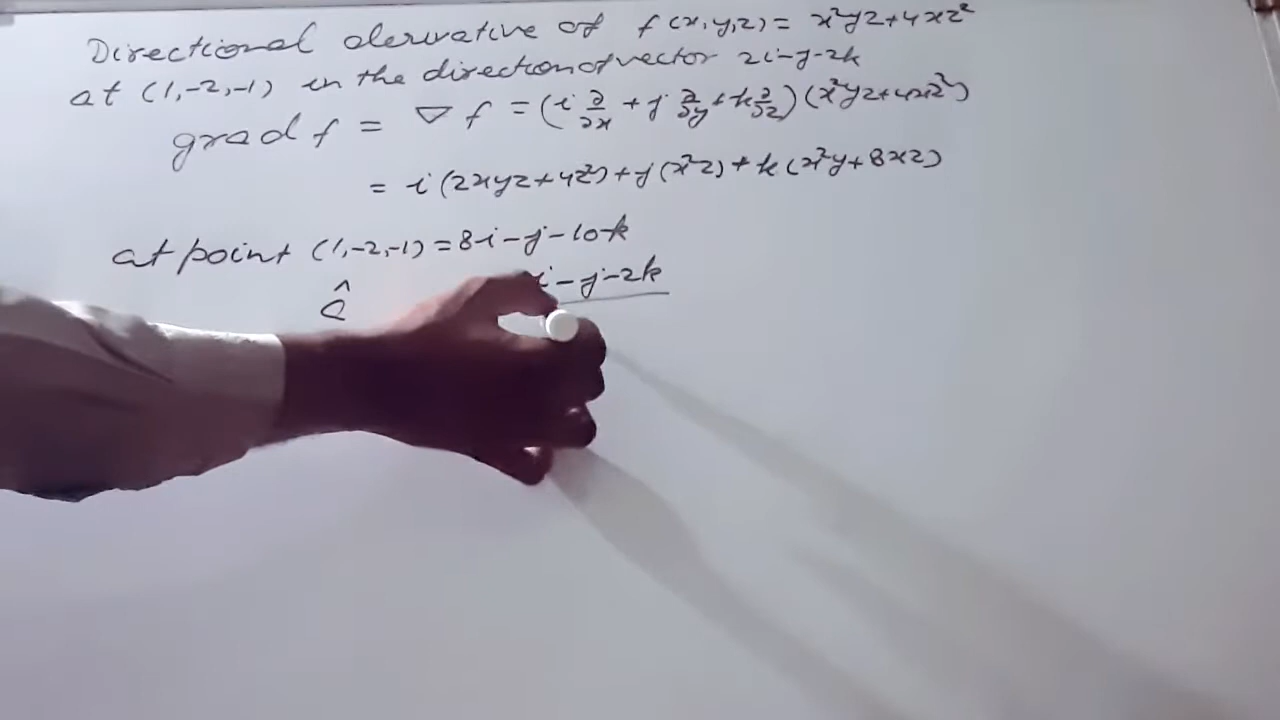 Directional derivative of f(x,y,z) = x²yz+4xz²
at (1,-2,-1) in the direction of vector 2i-j-2k
grad f = ∇ f = (i ∂/∂x + j ∂/∂y + k ∂/∂z) (x²yz+4xz²)
= i (2xyz+4z²) + j (x²z) + k (x²y+8xz)
at point (1,-2,-1) = 8i-j-10k
i-j-2k
â